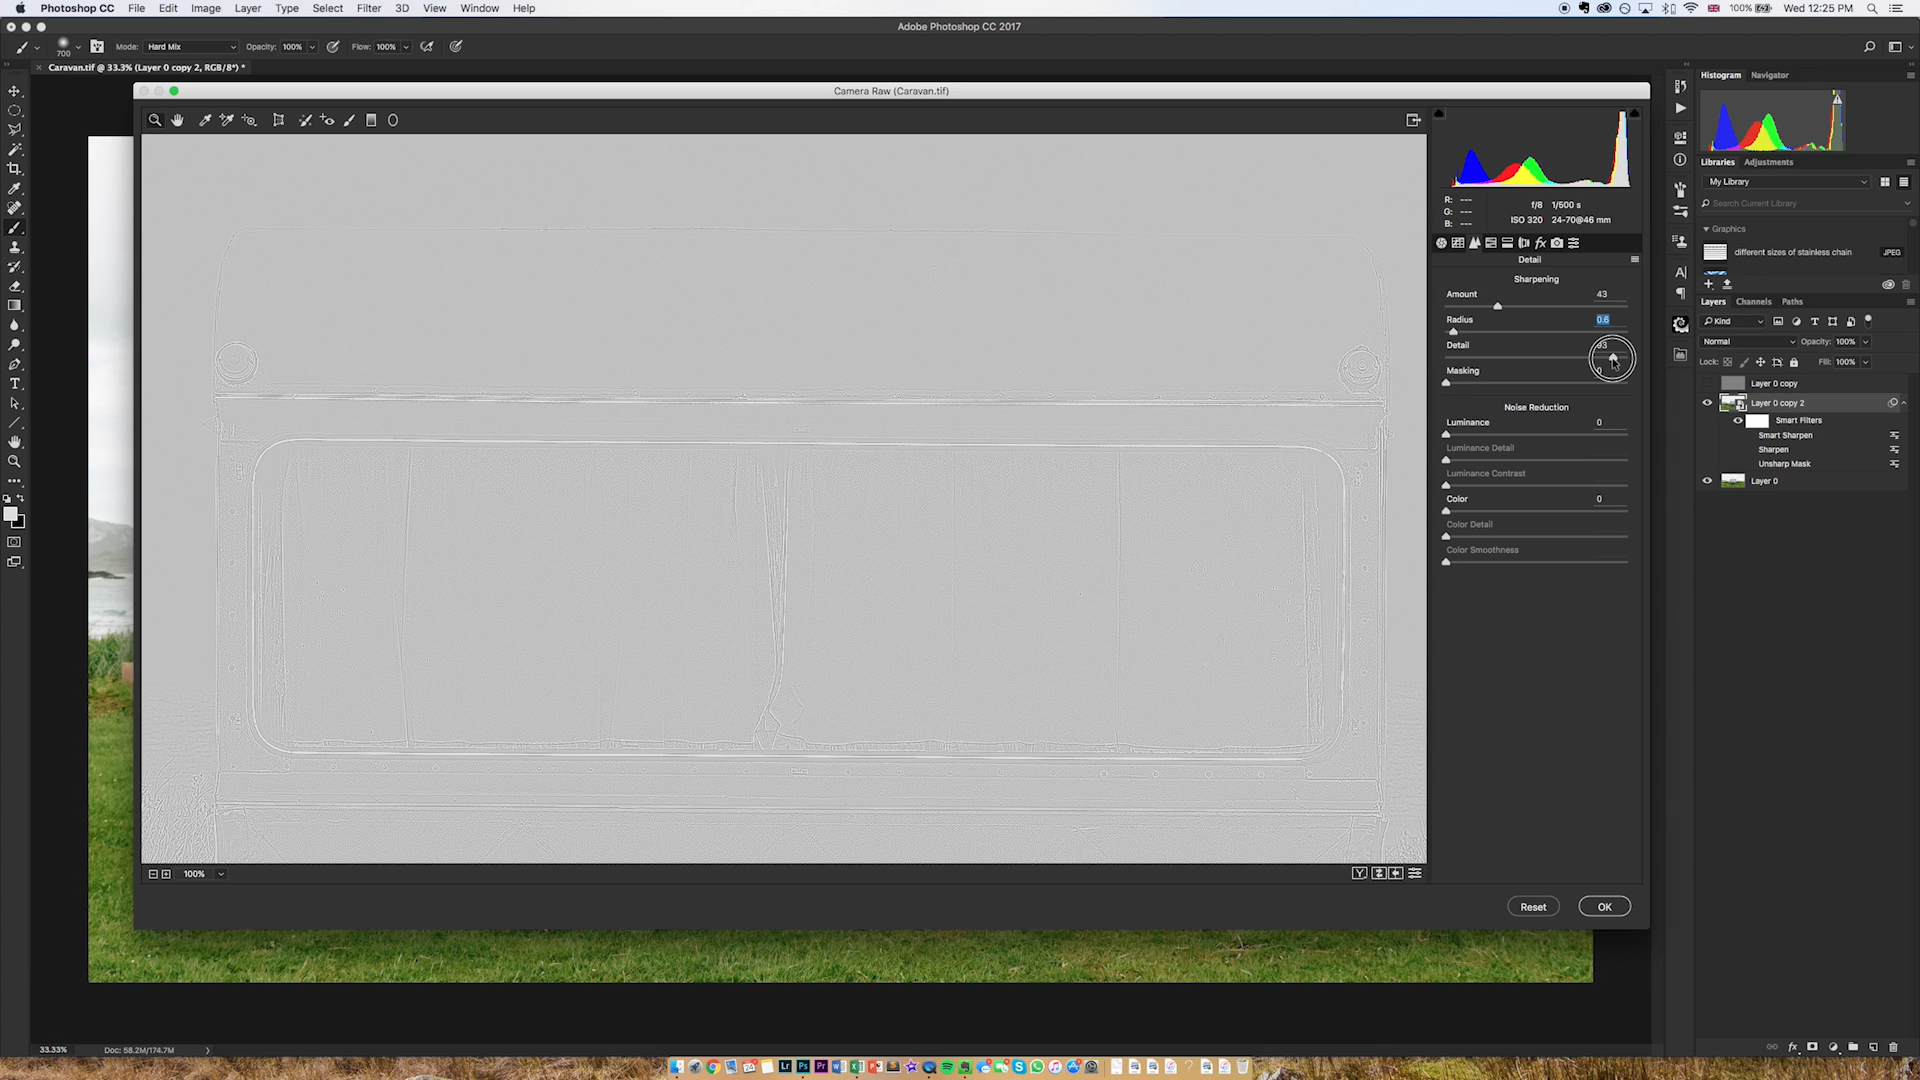 Photoshop CC File Edit Image Layer Type Select Filter 3D View Window Help 100% Wed 12:25 PM
Adobe Photoshop CC 2017
700 Mode: Hard Mix Opacity: 100% Flow: 100%
Caravan.tif @ 33.3% (Layer 0 copy 2, RGB/8*) *
Camera Raw (Caravan.tif)
R: ---
G: ---
B: ---
f/8 1/500 s
ISO 320 24-70@46 mm
Detail
Sharpening
Amount 43
Radius 0.6
Detail 93
Masking 0
Noise Reduction
Luminance 0
Luminance Detail
Luminance Contrast
Color 0
Color Detail
Color Smoothness
100%
Reset OK
Histogram Navigator
Libraries Adjustments
My Library
Search Current Library
Graphics
different sizes of stainless chain JPEG
Layers Channels Paths
Kind
Normal Opacity: 100%
Lock: Fill: 100%
Layer 0 copy
Layer 0 copy 2
Smart Filters
Smart Sharpen
Sharpen
Unsharp Mask
Layer 0
33.33% Doc: 58.2M/174.7M
Lr Ps Pr